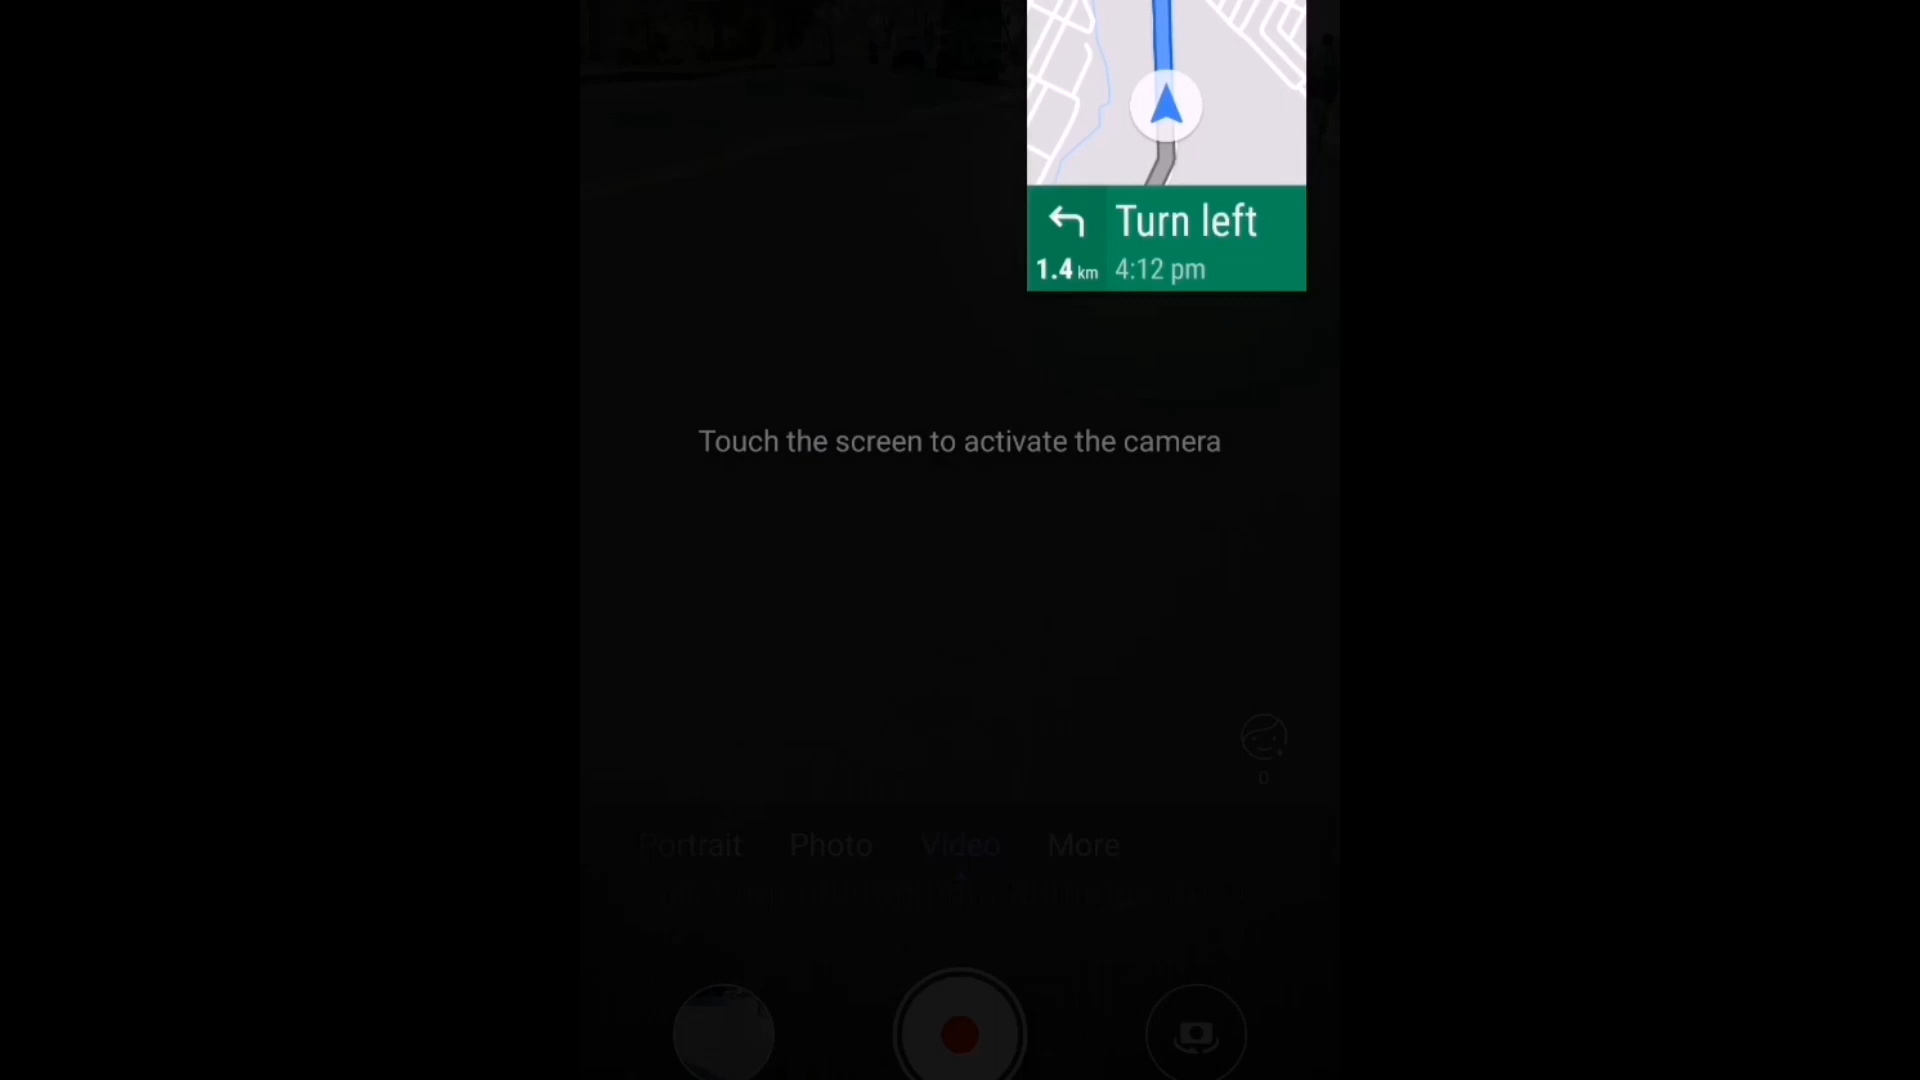 Turn left
1.4 km 4:12 pm
Touch the screen to activate the camera
0
Portrait Photo Video More